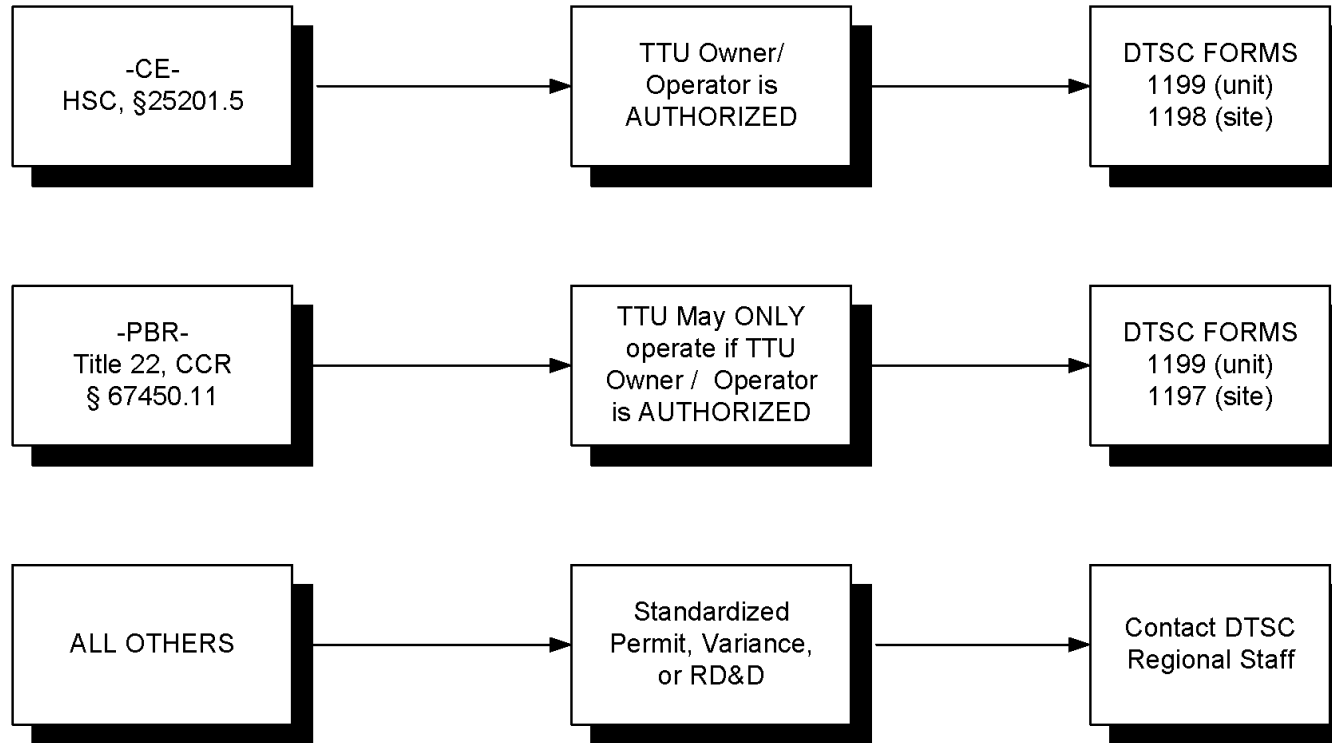 -CE-
HSC, §25201.5
TTU Owner/
Operator is
AUTHORIZED
DTSC FORMS
1199 (unit)
1198 (site)
-PBR-
Title 22, CCR
§ 67450.11
TTU May ONLY
operate if TTU
Owner / Operator
is AUTHORIZED
DTSC FORMS
1199 (unit)
1197 (site)
ALL OTHERS
Standardized
Permit, Variance,
or RD&D
Contact DTSC
Regional Staff